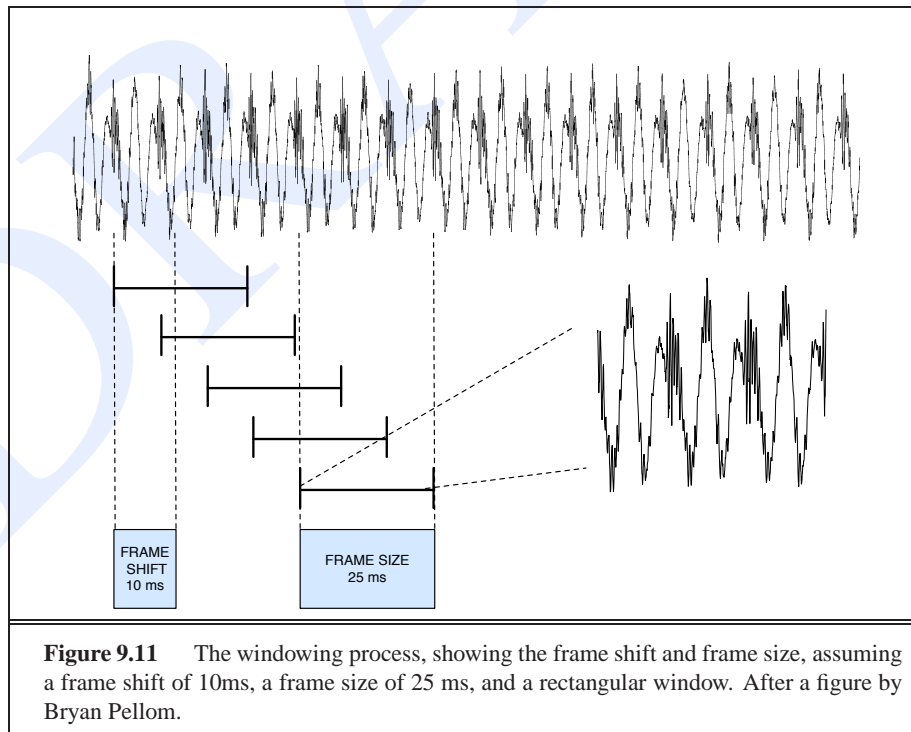 FRAME
SHIFT
10 ms
FRAME SIZE
25 ms
Figure 9.11 The windowing process, showing the frame shift and frame size, assuming
a frame shift of 10ms, a frame size of 25 ms, and a rectangular window. After a figure by
Bryan Pellom.